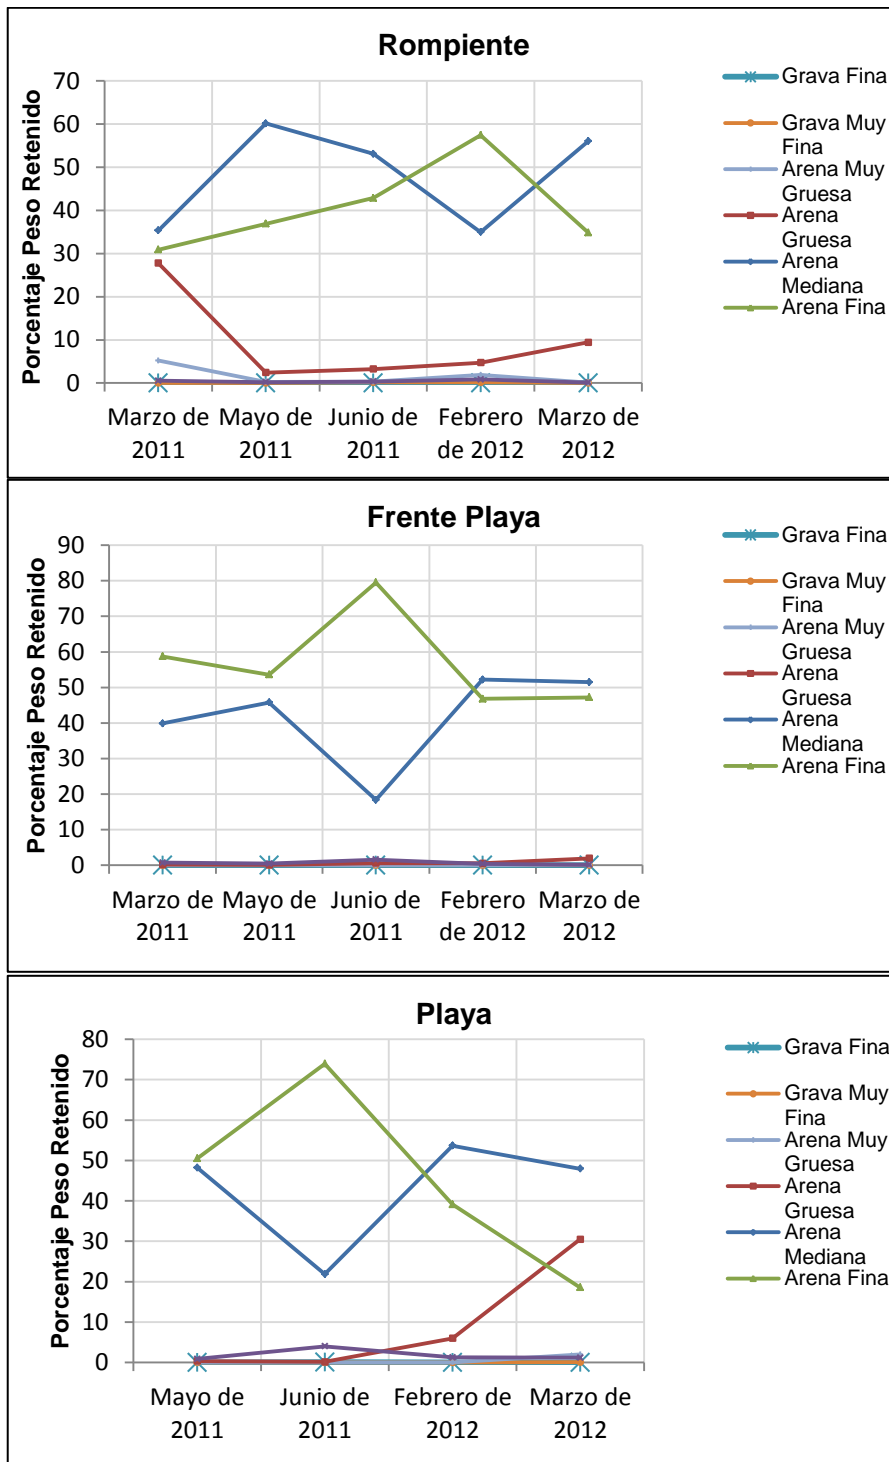 Rompiente
Porcentaje Peso Retenido
70
60
50
40
30
20
10
0
Marzo de
2011
Mayo de
2011
Junio de
2011
Febrero
de 2012
Marzo de
2012
Grava Fina
Grava Muy
Fina
Arena Muy
Gruesa
Arena
Gruesa
Arena
Mediana
Arena Fina
Frente Playa
Porcentaje Peso Retenido
90
80
70
60
50
40
30
20
10
0
Marzo de
2011
Mayo de
2011
Junio de
2011
Febrero
de 2012
Marzo de
2012
Grava Fina
Grava Muy
Fina
Arena Muy
Gruesa
Arena
Gruesa
Arena
Mediana
Arena Fina
Playa
Porcentaje Peso Retenido
80
70
60
50
40
30
20
10
0
Mayo de
2011
Junio de
2011
Febrero de
2012
Marzo de
2012
Grava Fina
Grava Muy
Fina
Arena Muy
Gruesa
Arena
Gruesa
Arena
Mediana
Arena Fina